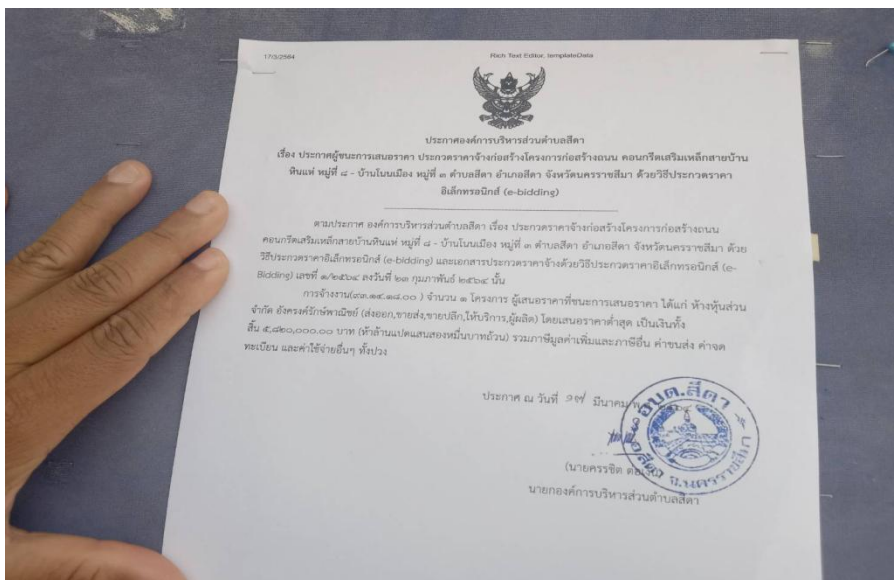 17/3/2564 Rich Text Editor, templateData
ประกาศองค์การบริหารส่วนตำบลสีดา
เรื่อง ประกาศผู้ชนะการเสนอราคา ประกวดราคาจ้างก่อสร้างโครงการก่อสร้างถนน คอนกรีตเสริมเหล็กสายบ้าน
หินแห่ หมู่ที่ ๘ - บ้านโนนเมือง หมู่ที่ ๓ ตำบลสีดา อำเภอสีดา จังหวัดนครราชสีมา ด้วยวิธีประกวดราคา
อิเล็กทรอนิกส์ (e-bidding)
ตามประกาศ องค์การบริหารส่วนตำบลสีดา เรื่อง ประกวดราคาจ้างก่อสร้างโครงการก่อสร้างถนน
คอนกรีตเสริมเหล็กสายบ้านหินแห่ หมู่ที่ ๘ - บ้านโนนเมือง หมู่ที่ ๓ ตำบลสีดา อำเภอสีดา จังหวัดนครราชสีมา ด้วย
วิธีประกวดราคาอิเล็กทรอนิกส์ (e-bidding) และเอกสารประกวดราคาจ้างด้วยวิธีประกวดราคาอิเล็กทรอนิกส์ (e-
Bidding) เลขที่ ๑/๒๕๖๔ ลงวันที่ ๒๓ กุมภาพันธ์ ๒๕๖๔ นั้น
การจ้างงาน(๓๐.๑๔.๑๘.๐๐ ) จำนวน ๑ โครงการ ผู้เสนอราคาที่ชนะการเสนอราคา ได้แก่ ห้างหุ้นส่วน
จำกัด อังครงค์รักษ์พาณิชย์ (ส่งออก,ขายส่ง,ขายปลีก,ให้บริการ,ผู้ผลิต) โดยเสนอราคาต่ำสุด เป็นเงินทั้ง
สิ้น ๕,๘๒๐,๐๐๐.๐๐ บาท (ห้าล้านแปดแสนสองหมื่นบาทถ้วน) รวมภาษีมูลค่าเพิ่มและภาษีอื่น ค่าขนส่ง ค่าจด
ทะเบียน และค่าใช้จ่ายอื่นๆ ทั้งปวง
ประกาศ ณ วันที่ ๑๗ มีนาคม
อบต.สีดา
อ.สีดา จ.นครราชสีมา
(นายครรชิต
นายกองค์การบริหารส่วนตำบลสีดา